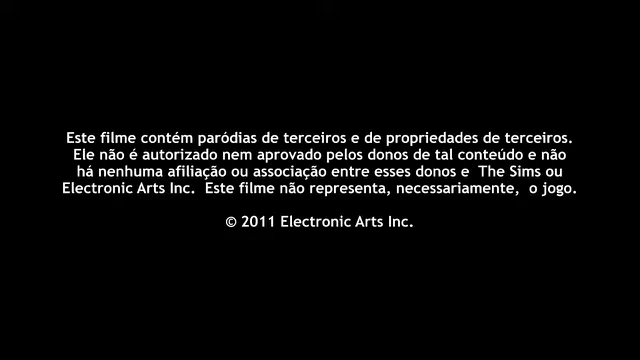 Este filme contém paródias de terceiros e de propriedades de terceiros.
Ele não é autorizado nem aprovado pelos donos de tal conteúdo e não
há nenhuma afiliação ou associação entre esses donos e  The Sims ou
Electronic Arts Inc.  Este filme não representa, necessariamente,  o jogo.
© 2011 Electronic Arts Inc.